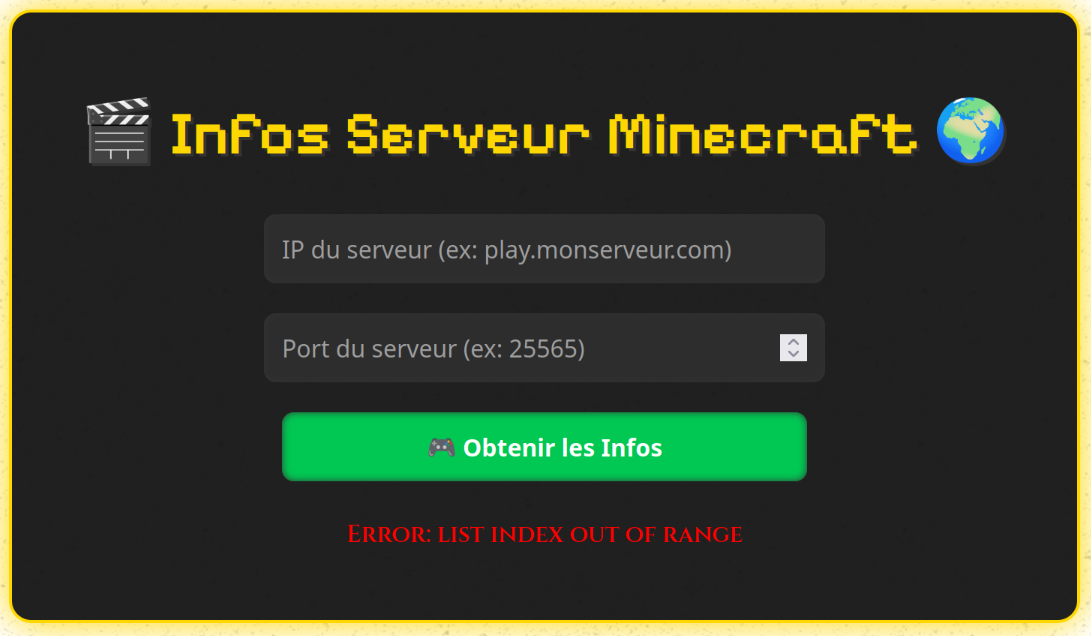 🎬 Infos Serveur Minecraft 🌍
IP du serveur (ex: play.monserveur.com)
Port du serveur (ex: 25565)
🎮 Obtenir les Infos
Error: list index out of range